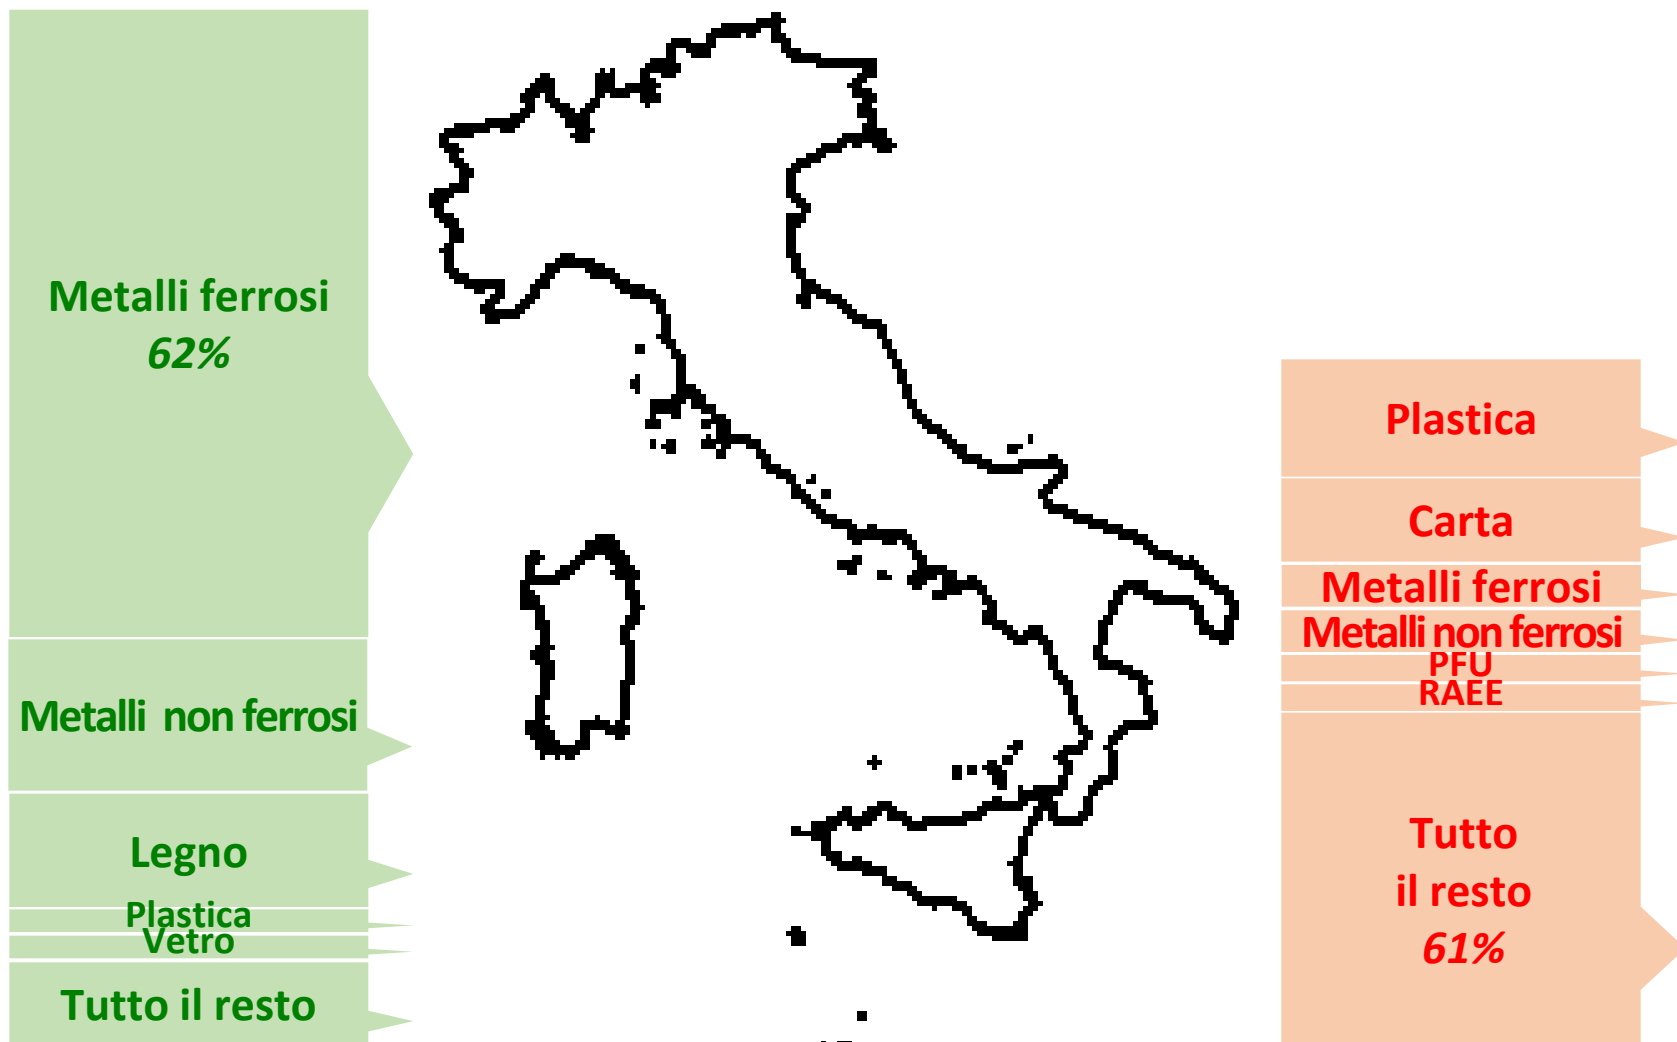 Metalli ferrosi
62%
Metalli non ferrosi
Legno
Plastica
Vetro
Tutto il resto
Plastica
Carta
Metalli ferrosi
Metalli non ferrosi
PFU
RAEE
Tutto
il resto
61%